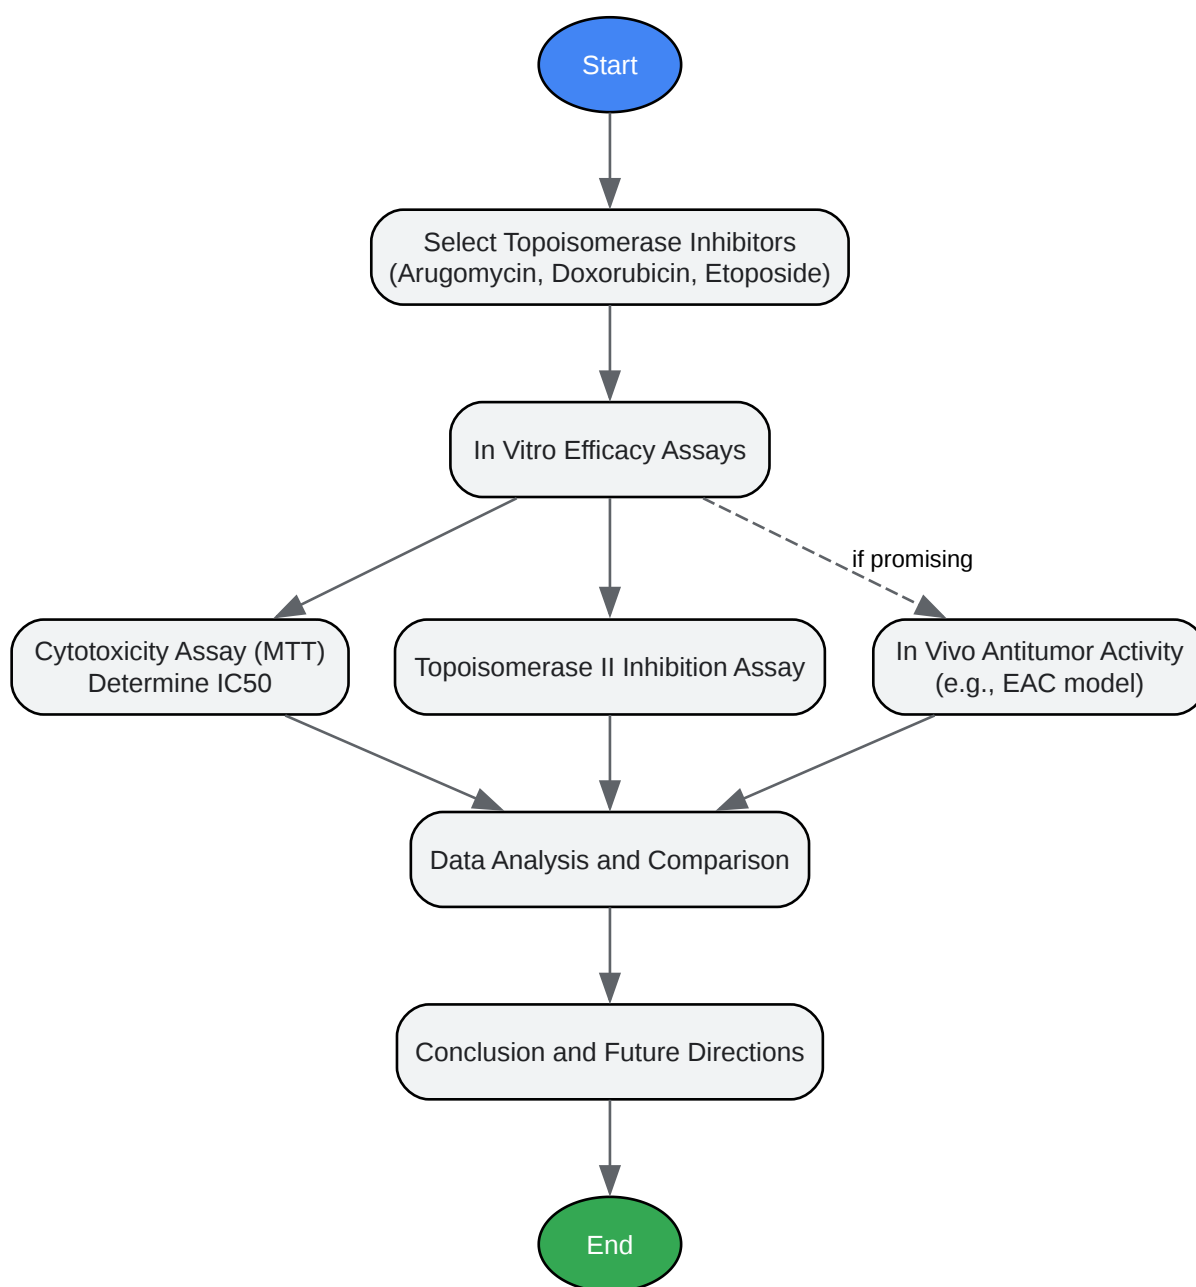 Start
Select Topoisomerase Inhibitors
(Arugomycin, Doxorubicin, Etoposide)
In Vitro Efficacy Assays
if promising
Cytotoxicity Assay (MTT)
Determine IC50
Topoisomerase II Inhibition Assay
In Vivo Antitumor Activity
(e.g., EAC model)
Data Analysis and Comparison
Conclusion and Future Directions
End